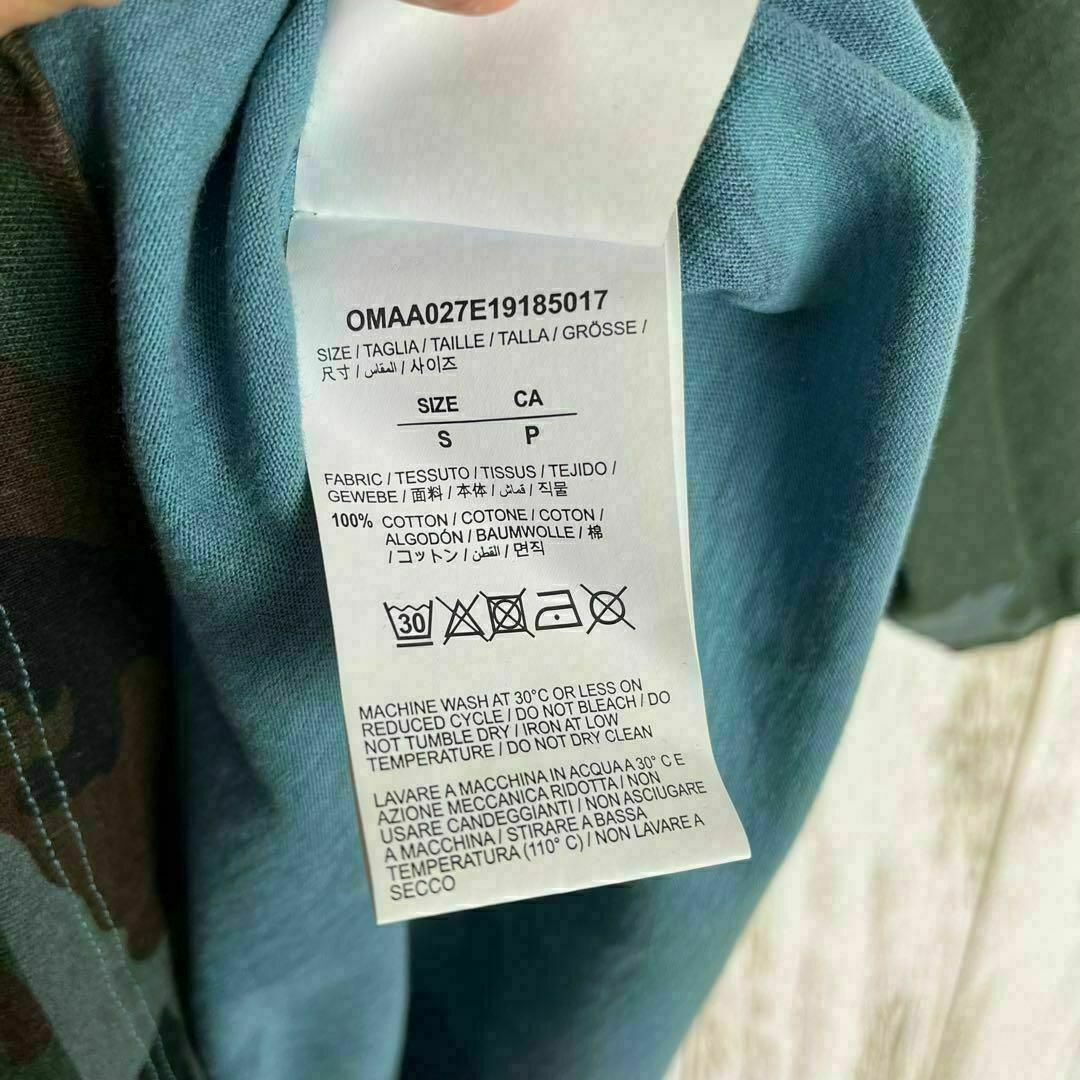 OMAA027E19185017
SIZE / TAGLIA / TAILLE / TALLA / GRÖSSE /
尺寸 / المقاس / 사이즈
SIZE CA
S P
FABRIC / TESSUTO / TISSUS / TEJIDO /
GEWEBE / 面料 / 本体 / قماش / 직물
100% COTTON / COTONE / COTON /
ALGODÓN / BAUMWOLLE / 棉
/ コットン / القطن / 면직
30
MACHINE WASH AT 30°C OR LESS ON
REDUCED CYCLE / DO NOT BLEACH / DO
NOT TUMBLE DRY / IRON AT LOW
TEMPERATURE / DO NOT DRY CLEAN
LAVARE A MACCHINA IN ACQUA A 30° C E
AZIONE MECCANICA RIDOTTA / NON
USARE CANDEGGIANTI / NON ASCIUGARE
A MACCHINA / STIRARE A BASSA
TEMPERATURA (110° C) / NON LAVARE A
SECCO